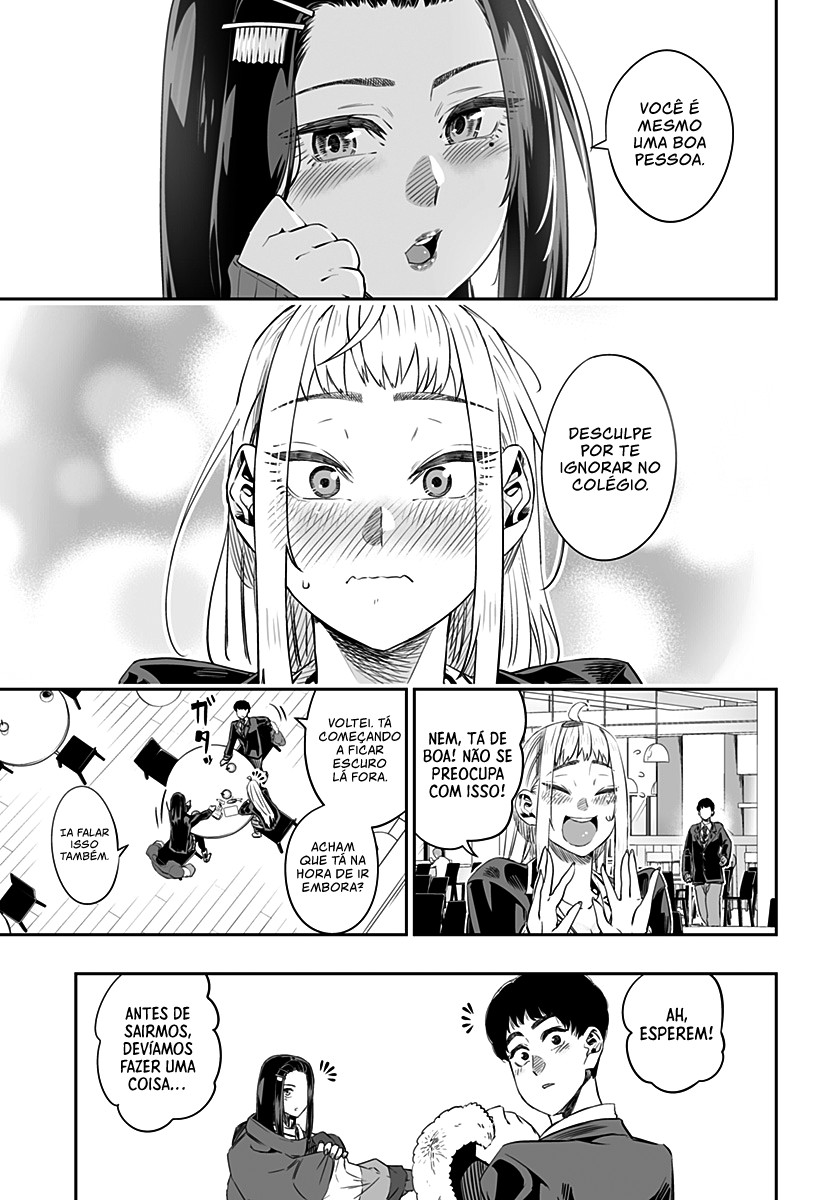 VOCÊ É
MESMO
UMA BOA
PESSOA.
DESCULPE
POR TE
IGNORAR NO
COLÉGIO.
NEM, TÁ DE
BOA! NÃO SE
PREOCUPA
COM ISSO!
VOLTEI. TÁ
COMEÇANDO
A FICAR
ESCURO
LÁ FORA.
ACHAM
QUE TÁ NA
HORA DE IR
EMBORA?
ガタ
IA FALAR
ISSO
TAMBÉM.
AH,
ESPEREM!
ANTES DE
SAIRMOS,
DEVÍAMOS
FAZER UMA
COISA...